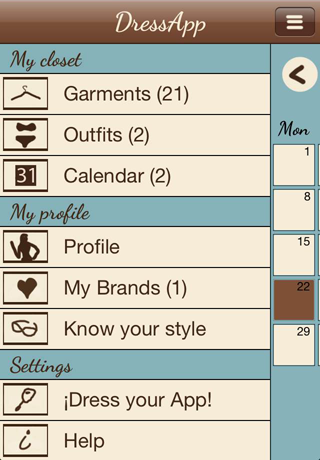 DressApp
My closet
Garments (21)
Outfits (2)
31
Calendar (2)
My profile
Profile
My Brands (1)
Know your style
Settings
¡Dress your App!
Help
Mon
1
8
15
22
29